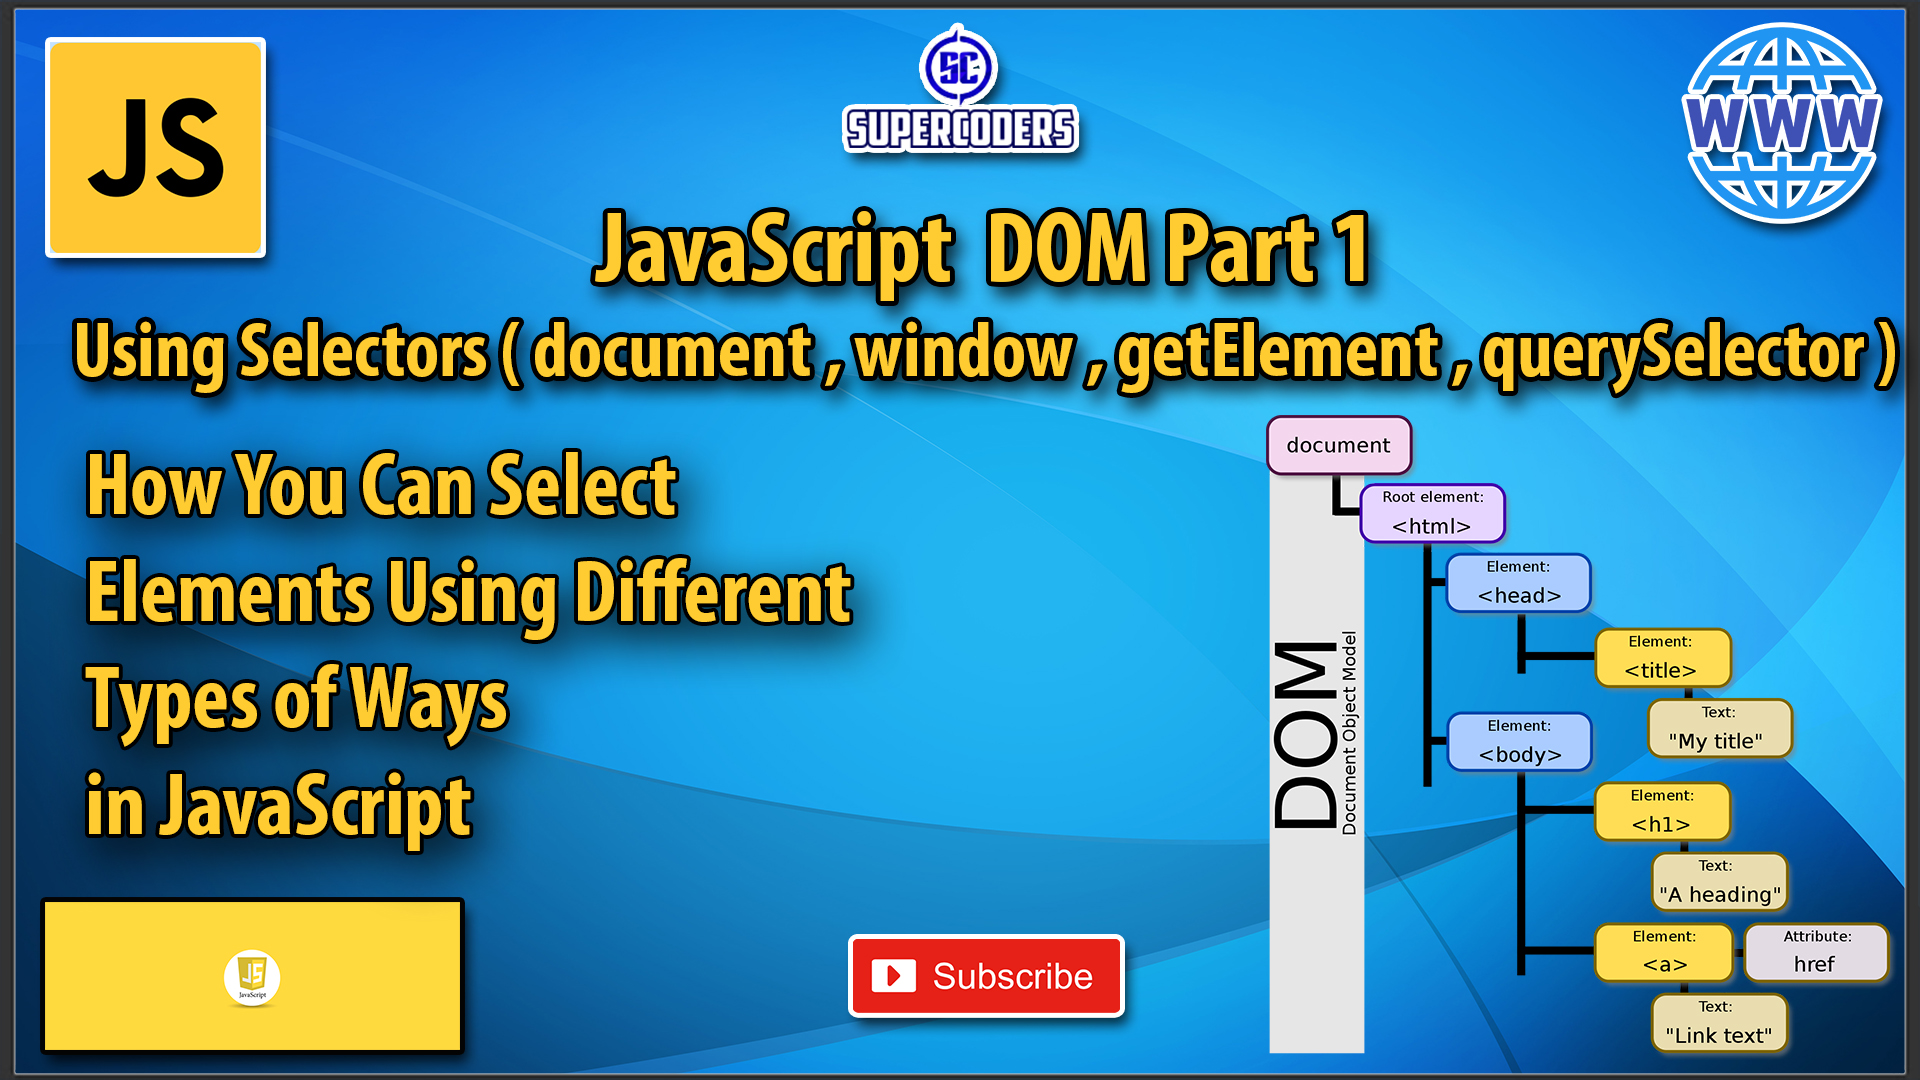 JS
SC
SUPERCODERS
WWW
JavaScript DOM Part 1
Using Selectors ( document , window , getElement , querySelector )
How You Can Select
Elements Using Different
Types of Ways
in JavaScript
JS
JavaScript
Subscribe
DOM
Document Object Model
document
Root element:
<html>
Element:
<head>
Element:
<title>
Text:
"My title"
Element:
<body>
Element:
<h1>
Text:
"A heading"
Element:
<a>
Attribute:
href
Text:
"Link text"